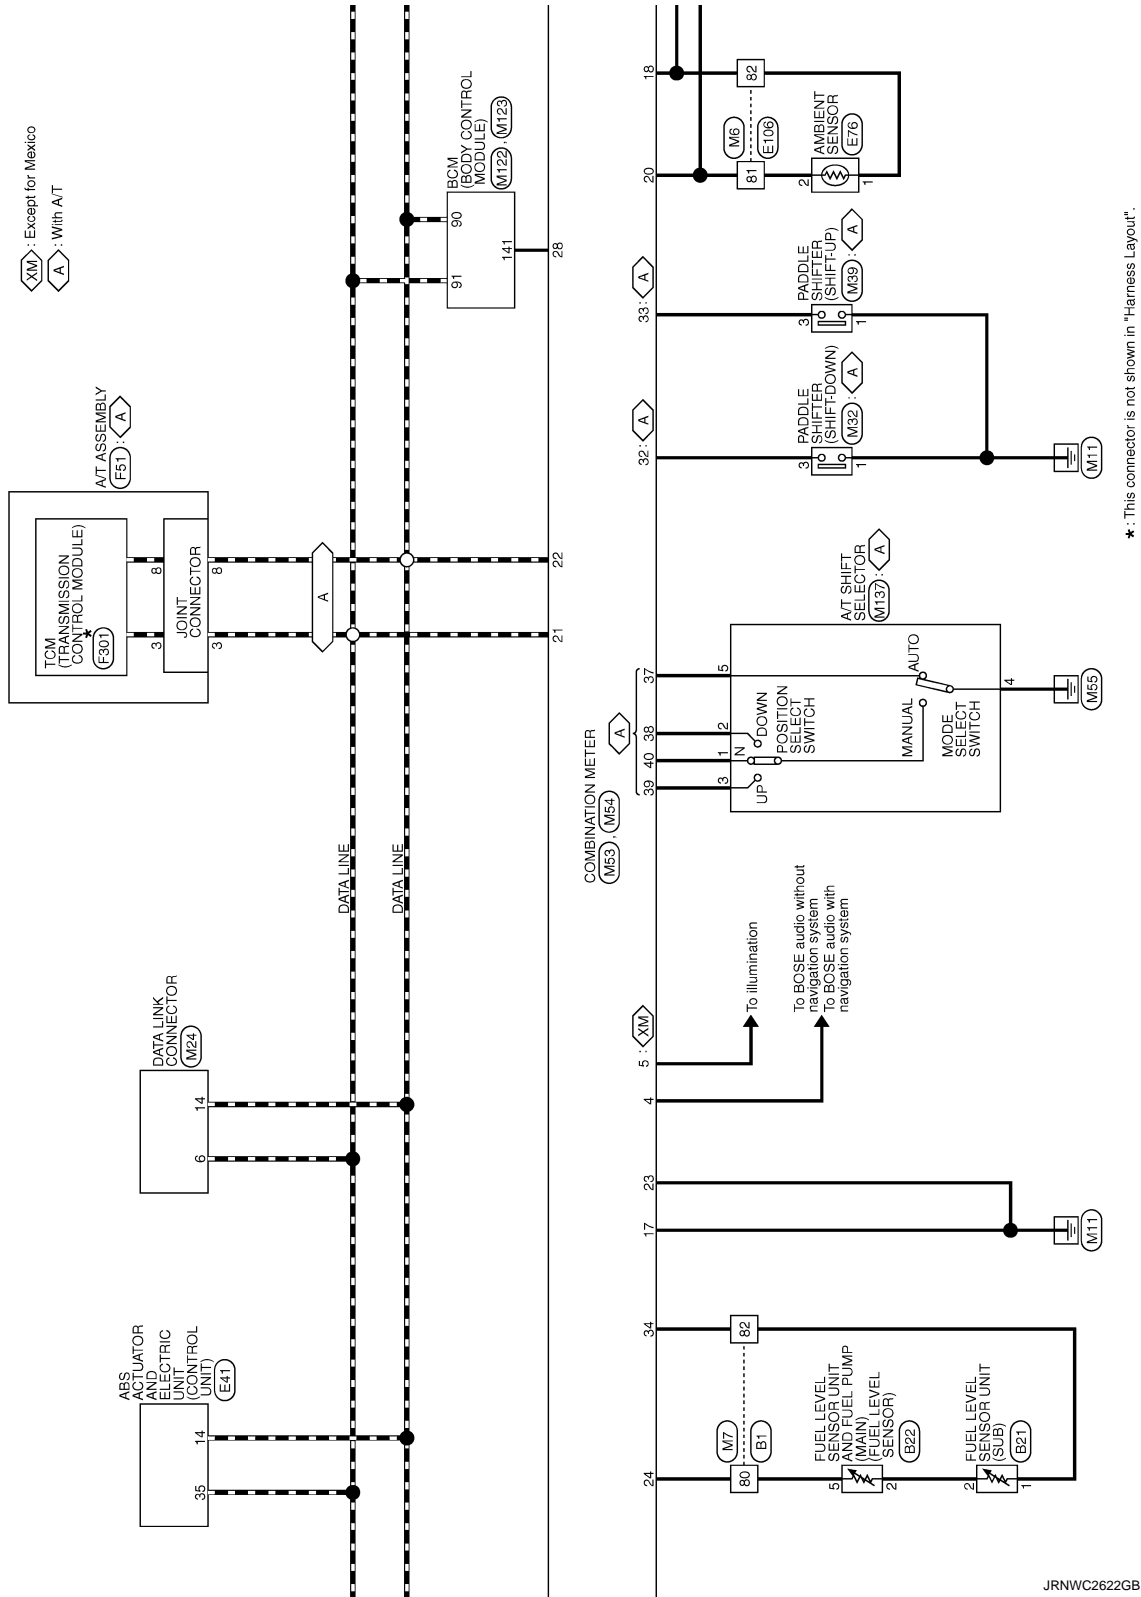 XM : Except for Mexico
A : With A/T
ABS
ACTUATOR
AND
ELECTRIC
UNIT
(CONTROL
UNIT)
E41
35
14
DATA LINK
CONNECTOR
M24
6
14
A/T ASSEMBLY
F51 : A
TCM
(TRANSMISSION
CONTROL MODULE)
*
F301
3
8
JOINT
CONNECTOR
3
8
A
BCM
(BODY CONTROL
MODULE)
M122 , M123
91
90
141
DATA LINE
DATA LINE
21
22
28
COMBINATION METER
M53 , M54
24
34
17
23
4
5 : XM
39
40
38
37
A
32 : A
33 : A
20
18
M7
B1
80
82
FUEL LEVEL
SENSOR UNIT
AND FUEL PUMP
(MAIN)
(FUEL LEVEL
SENSOR)
B22
5
2
FUEL LEVEL
SENSOR UNIT
(SUB)
B21
2
1
M11
To illumination
To BOSE audio without
navigation system
To BOSE audio with
navigation system
A/T SHIFT
SELECTOR
M137 : A
3
1
2
5
UP
N
DOWN
POSITION
SELECT
SWITCH
MANUAL
AUTO
MODE
SELECT
SWITCH
4
M55
PADDLE
SHIFTER
(SHIFT-DOWN)
M32 : A
3
1
PADDLE
SHIFTER
(SHIFT-UP)
M39 : A
3
1
M11
M6
E106
81
82
AMBIENT
SENSOR
E76
2
1
* : This connector is not shown in "Harness Layout".
JRNWC2622GB